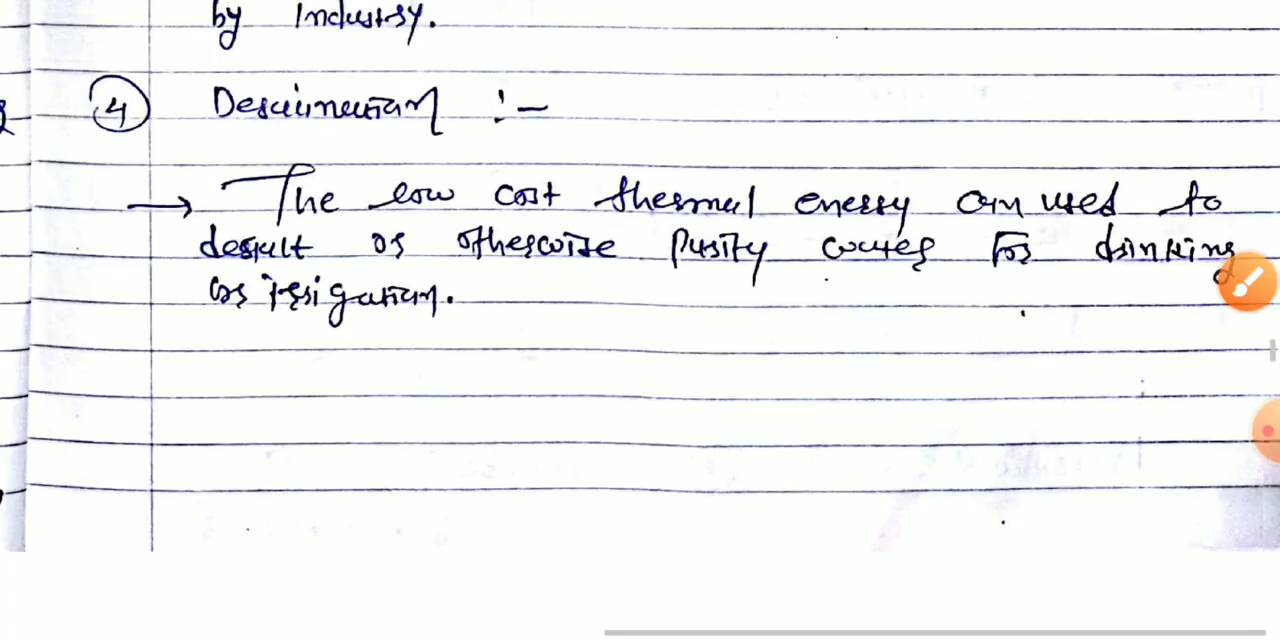 by Industry.
4 Desalination :-
→ The low cost thermal energy can used to
desalt or otherwise purity water for drinking
or irrigation.